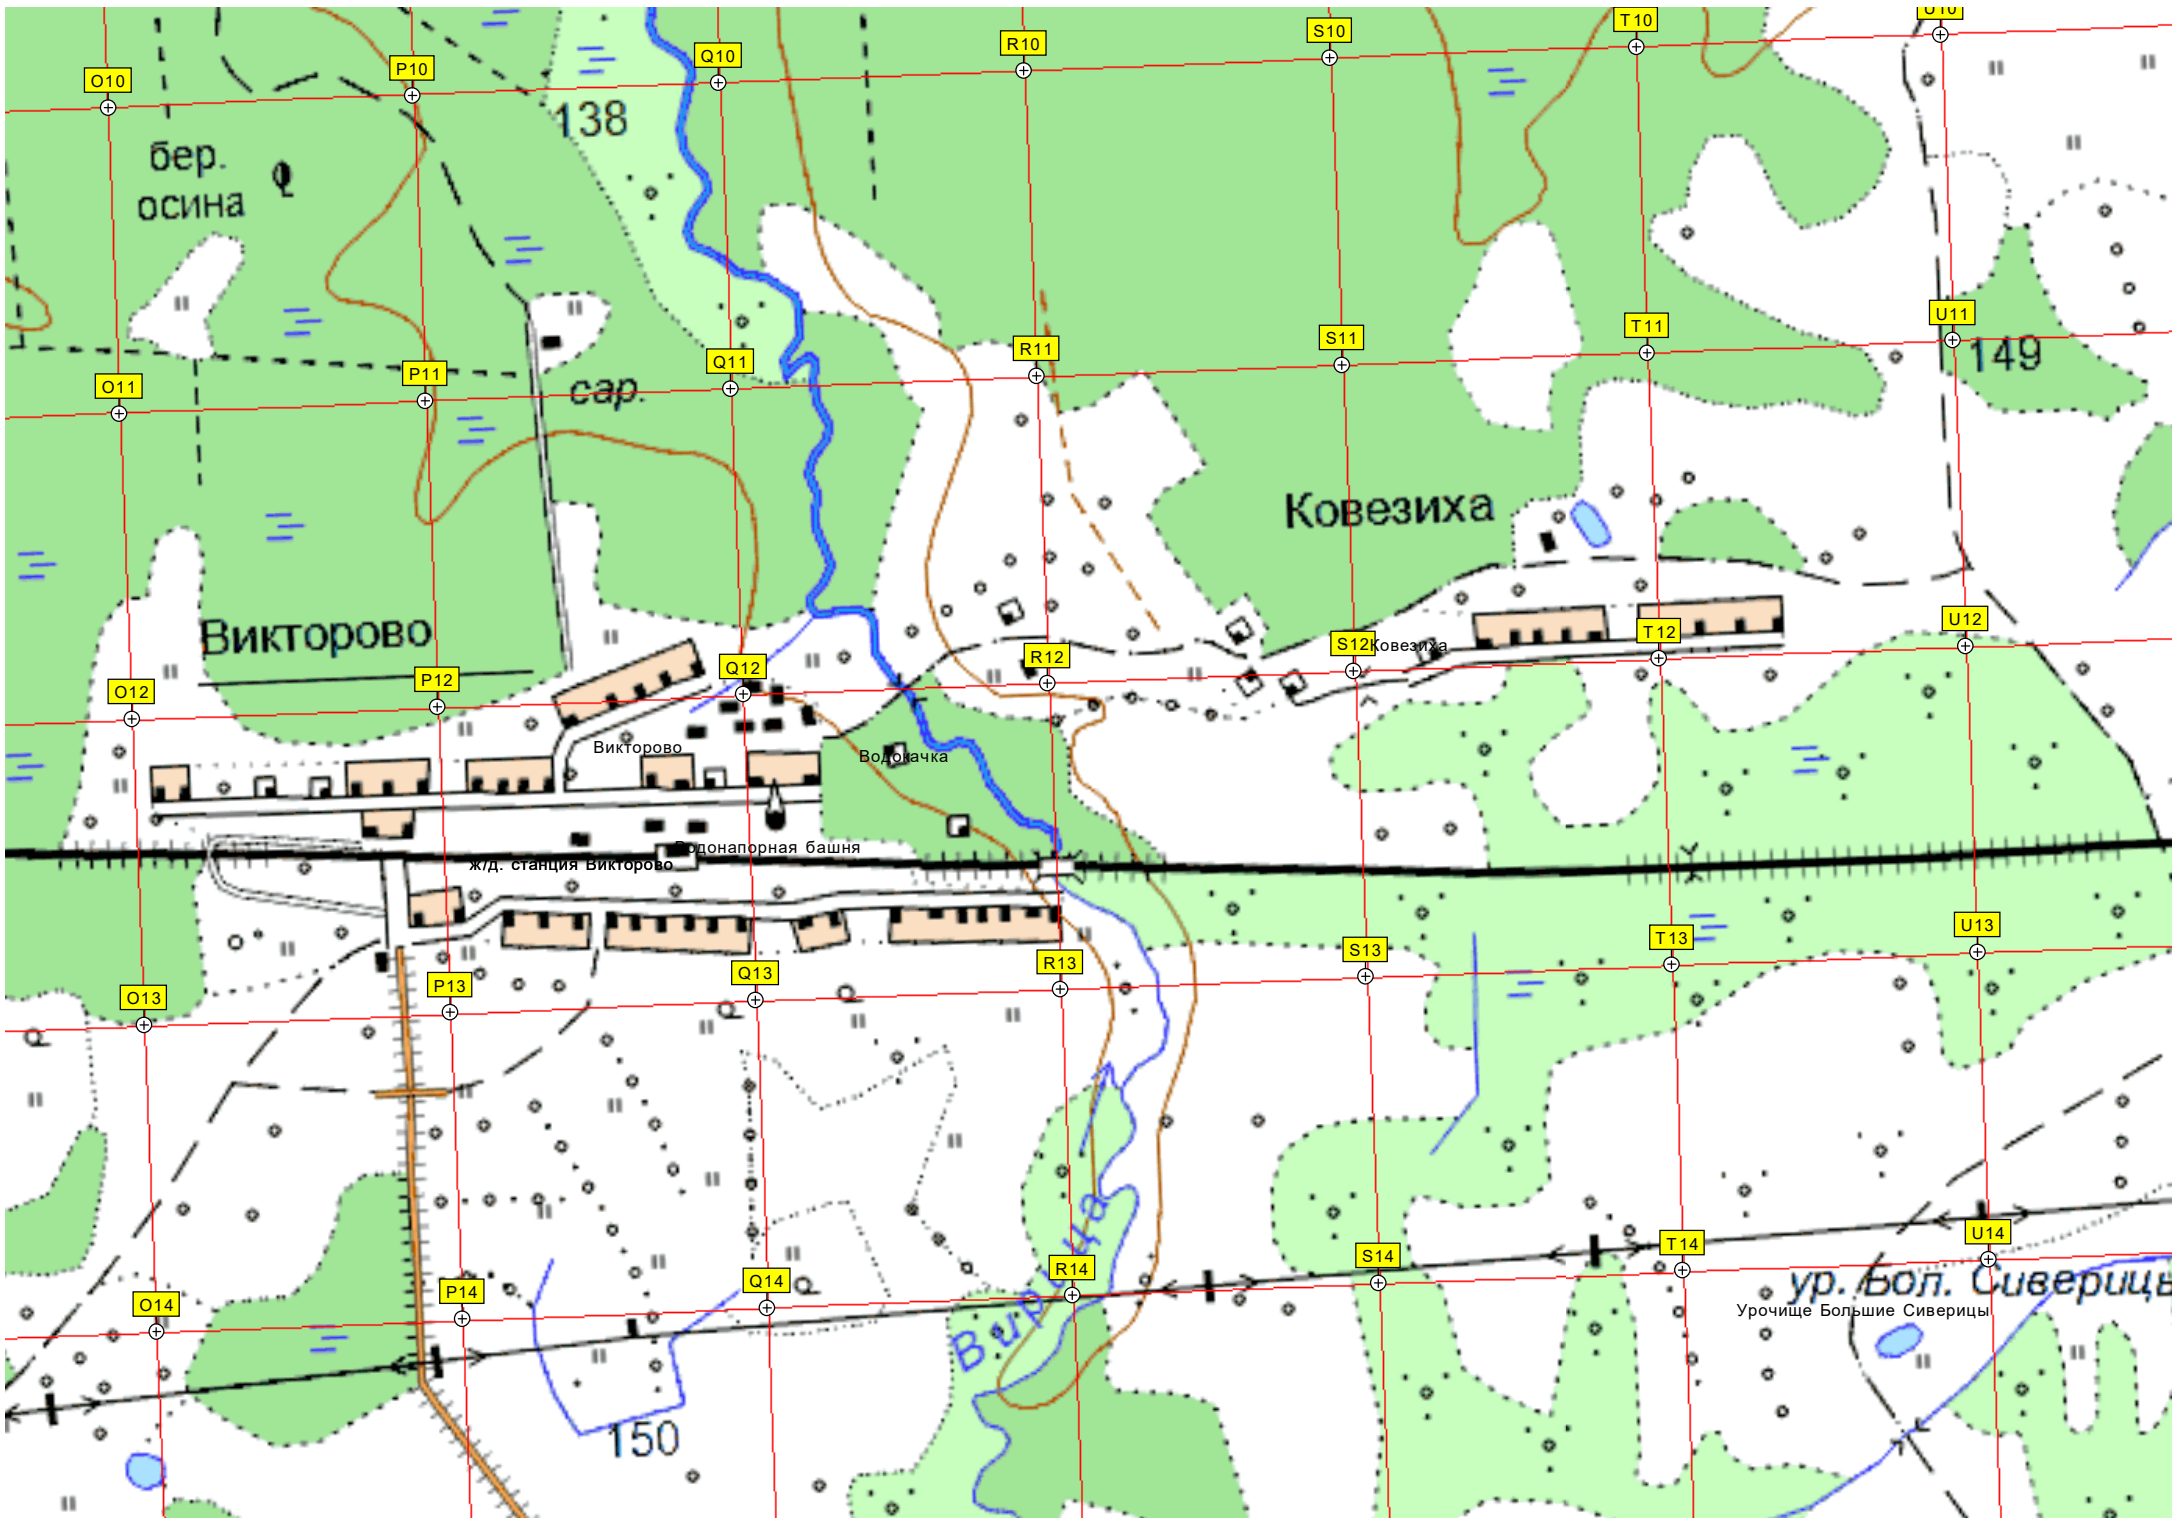 U10
T10
S10
R10
Q10
P10
O10
138
бер.
осина
U11
T11
S11
R11
Q11
P11
O11
149
сар.
Ковезиха
Викторово
U12
T12
S12
Ковезиха
R12
Q12
P12
O12
Викторово
Водокачка
Водонапорная башня
ж/д. станция Викторово
U13
T13
S13
R13
Q13
P13
O13
U14
T14
S14
R14
Q14
P14
O14
ур. Бол. Сиверицы
Урочище Большие Сиверицы
150